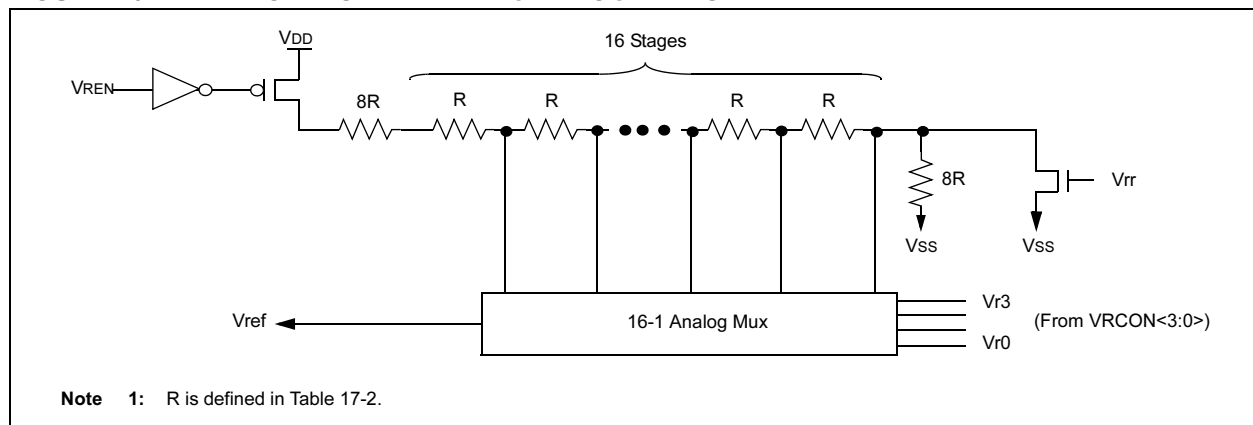 16 Stages
VDD
VREN
8R
R
R
R
R
8R
Vrr
VSS
VSS
Vr3
Vref
16-1 Analog Mux
(From VRCON<3:0>)
Vr0
Note 1: R is defined in Table 17-2.